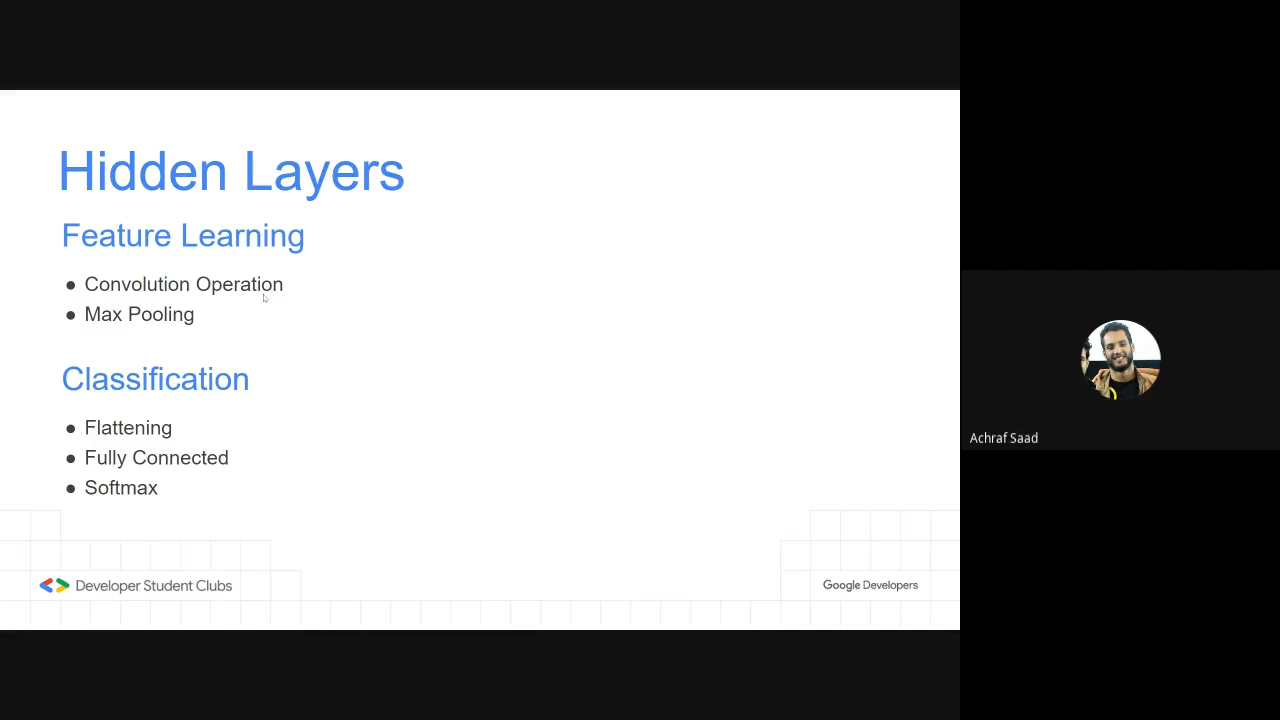 Hidden Layers
Feature Learning
● Convolution Operation
● Max Pooling
Classification
● Flattening
● Fully Connected
● Softmax
Developer Student Clubs
Google Developers
Achraf Saad